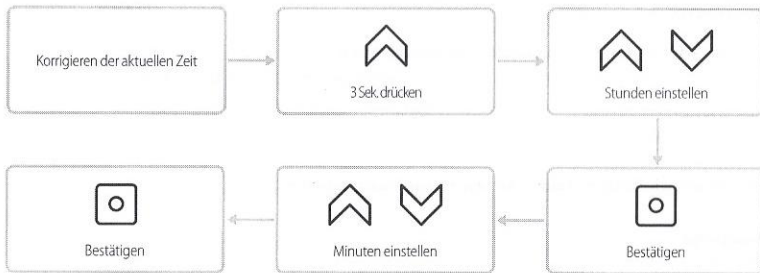 Korrigieren der aktuellen Zeit
3 Sek. drücken
Stunden einstellen
Bestätigen
Minuten einstellen
Bestätigen